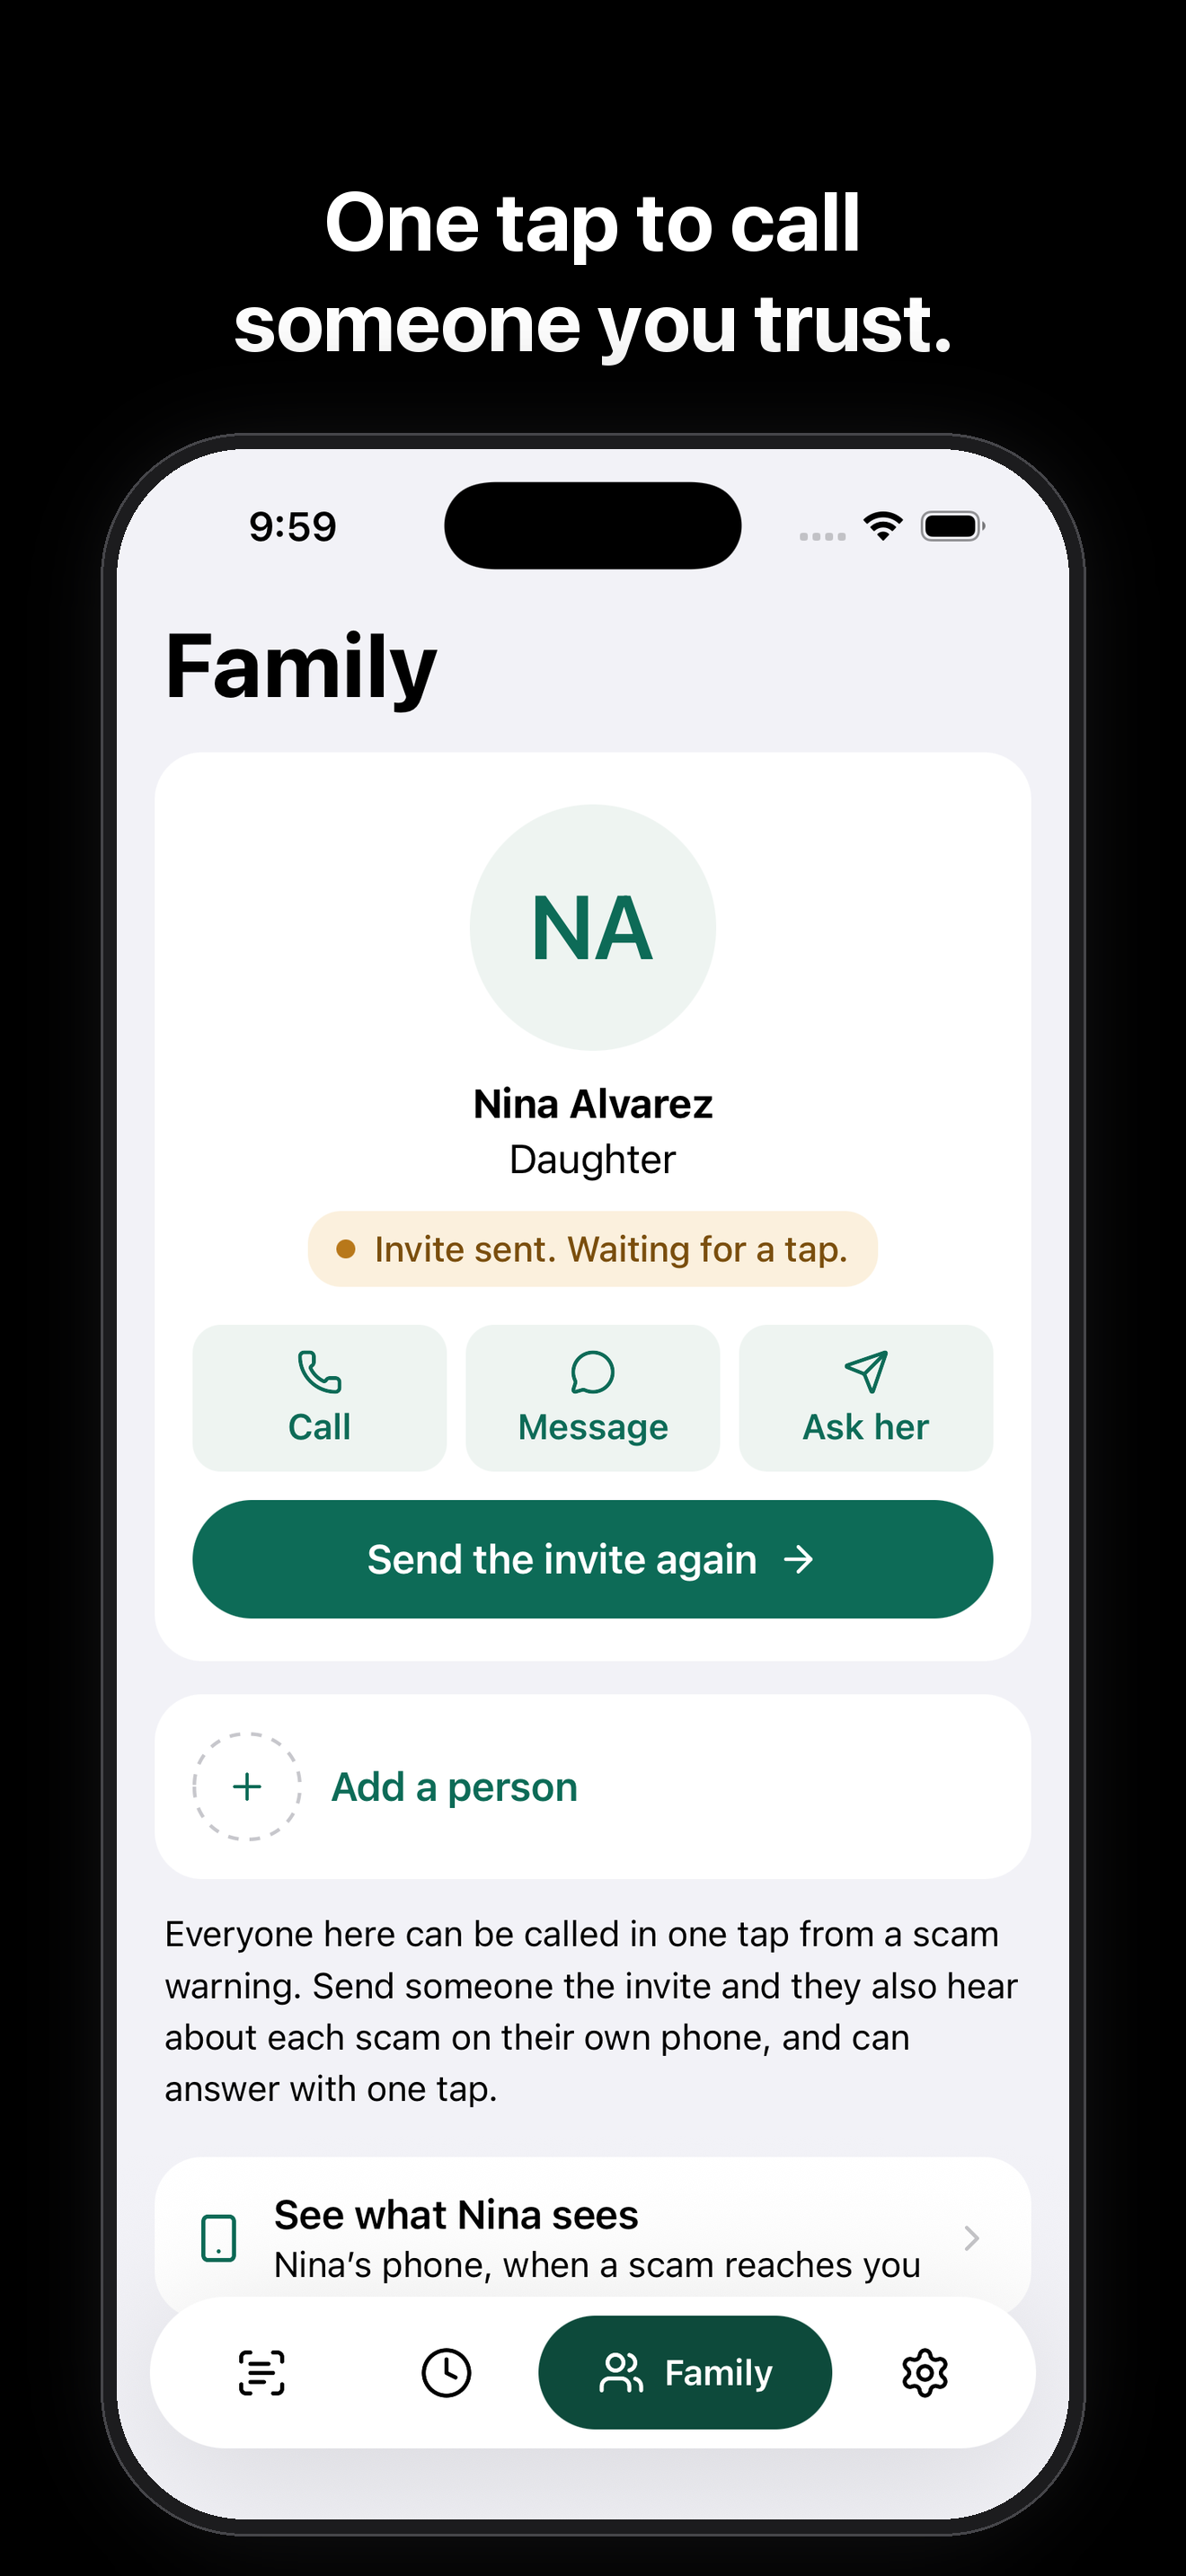 One tap to call
someone you trust.
9:59
Family
NA
Nina Alvarez
Daughter
Invite sent. Waiting for a tap.
Call
Message
Ask her
Send the invite again
Add a person
Everyone here can be called in one tap from a scam
warning. Send someone the invite and they also hear
about each scam on their own phone, and can
answer with one tap.
See what Nina sees
Nina’s phone, when a scam reaches you
Family